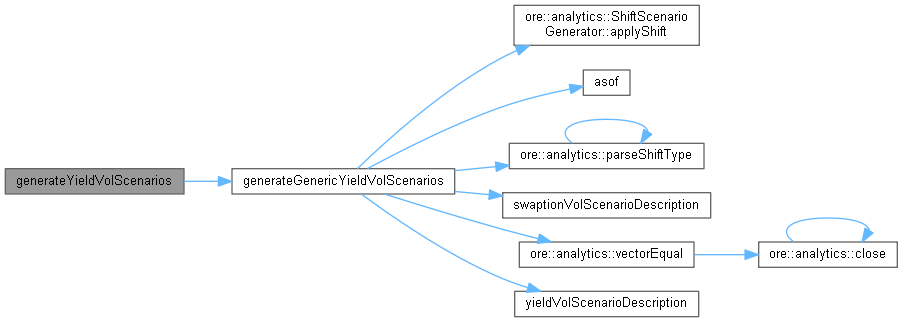 ore::analytics::ShiftScenario
Generator::applyShift
asof
ore::analytics::parseShiftType
generateYieldVolScenarios
generateGenericYieldVolScenarios
swaptionVolScenarioDescription
ore::analytics::vectorEqual
ore::analytics::close
yieldVolScenarioDescription